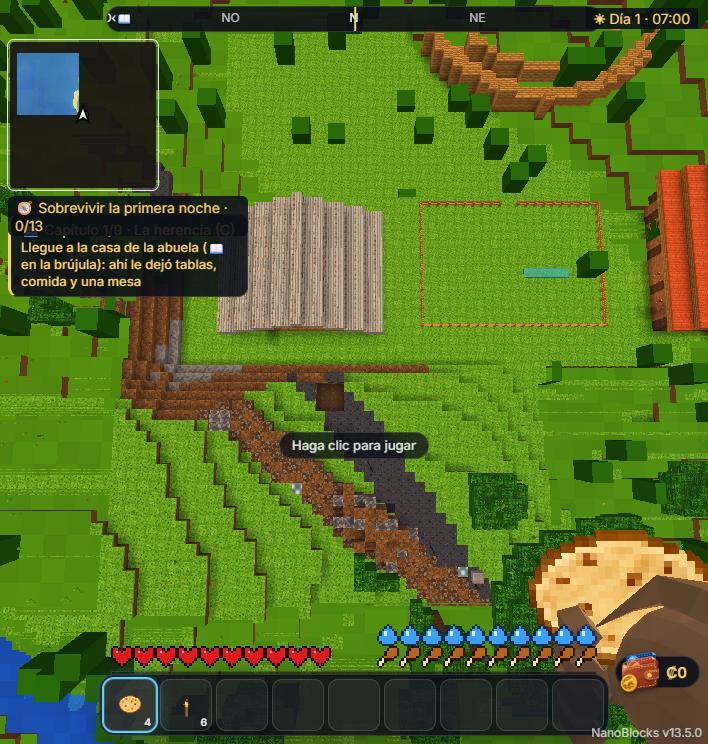 NO
N
NE
Día 1 · 07:00
Sobrevivir la primera noche ·
0/13
Capítulo 1/9 · La herencia (C)
Llegue a la casa de la abuela (
en la brújula): ahí le dejó tablas,
comida y una mesa
Haga clic para jugar
₡0
4
6
NanoBlocks v13.5.0